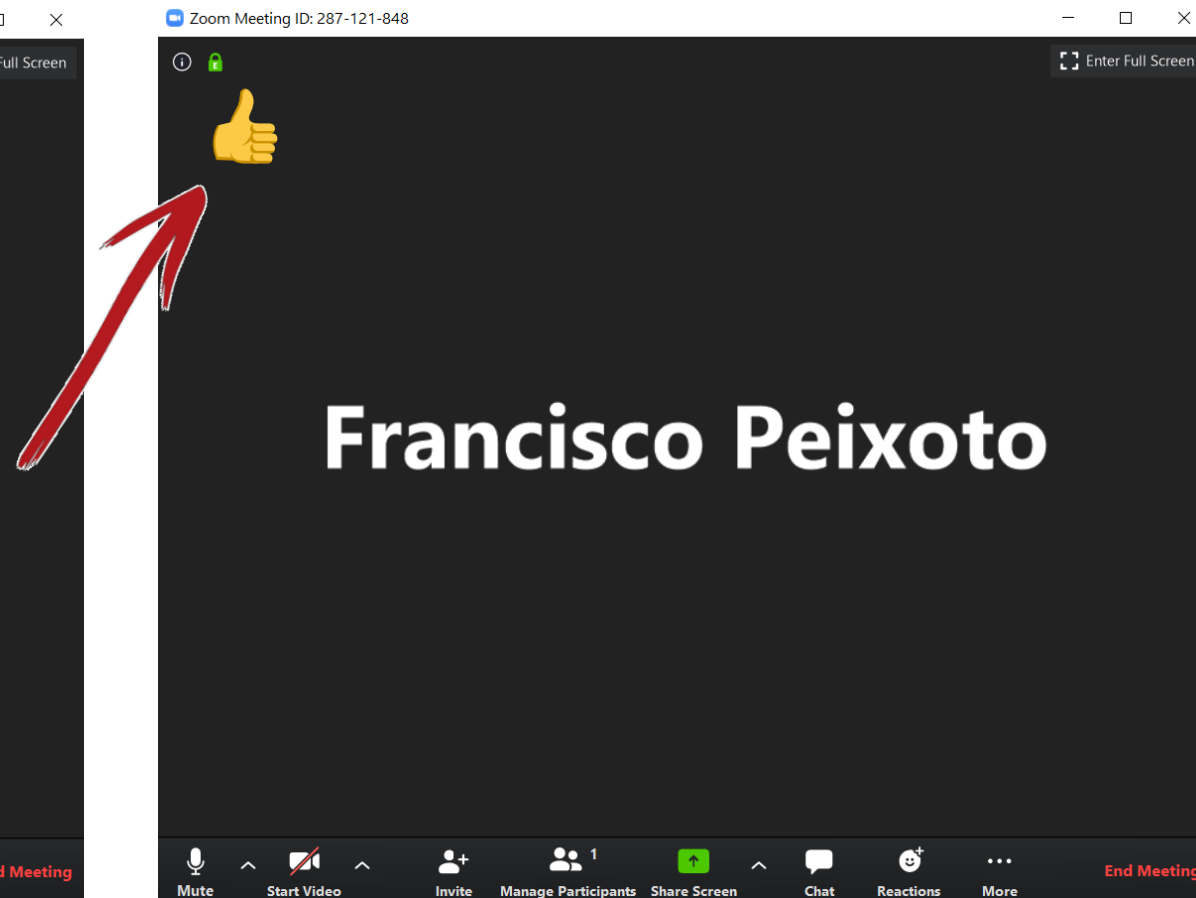 Full Screen
d Meeting
Zoom Meeting ID: 287-121-848
Enter Full Screen
E
Francisco Peixoto
1
Mute
Start Video
Invite
Manage Participants
Share Screen
Chat
Reactions
More
End Meeting